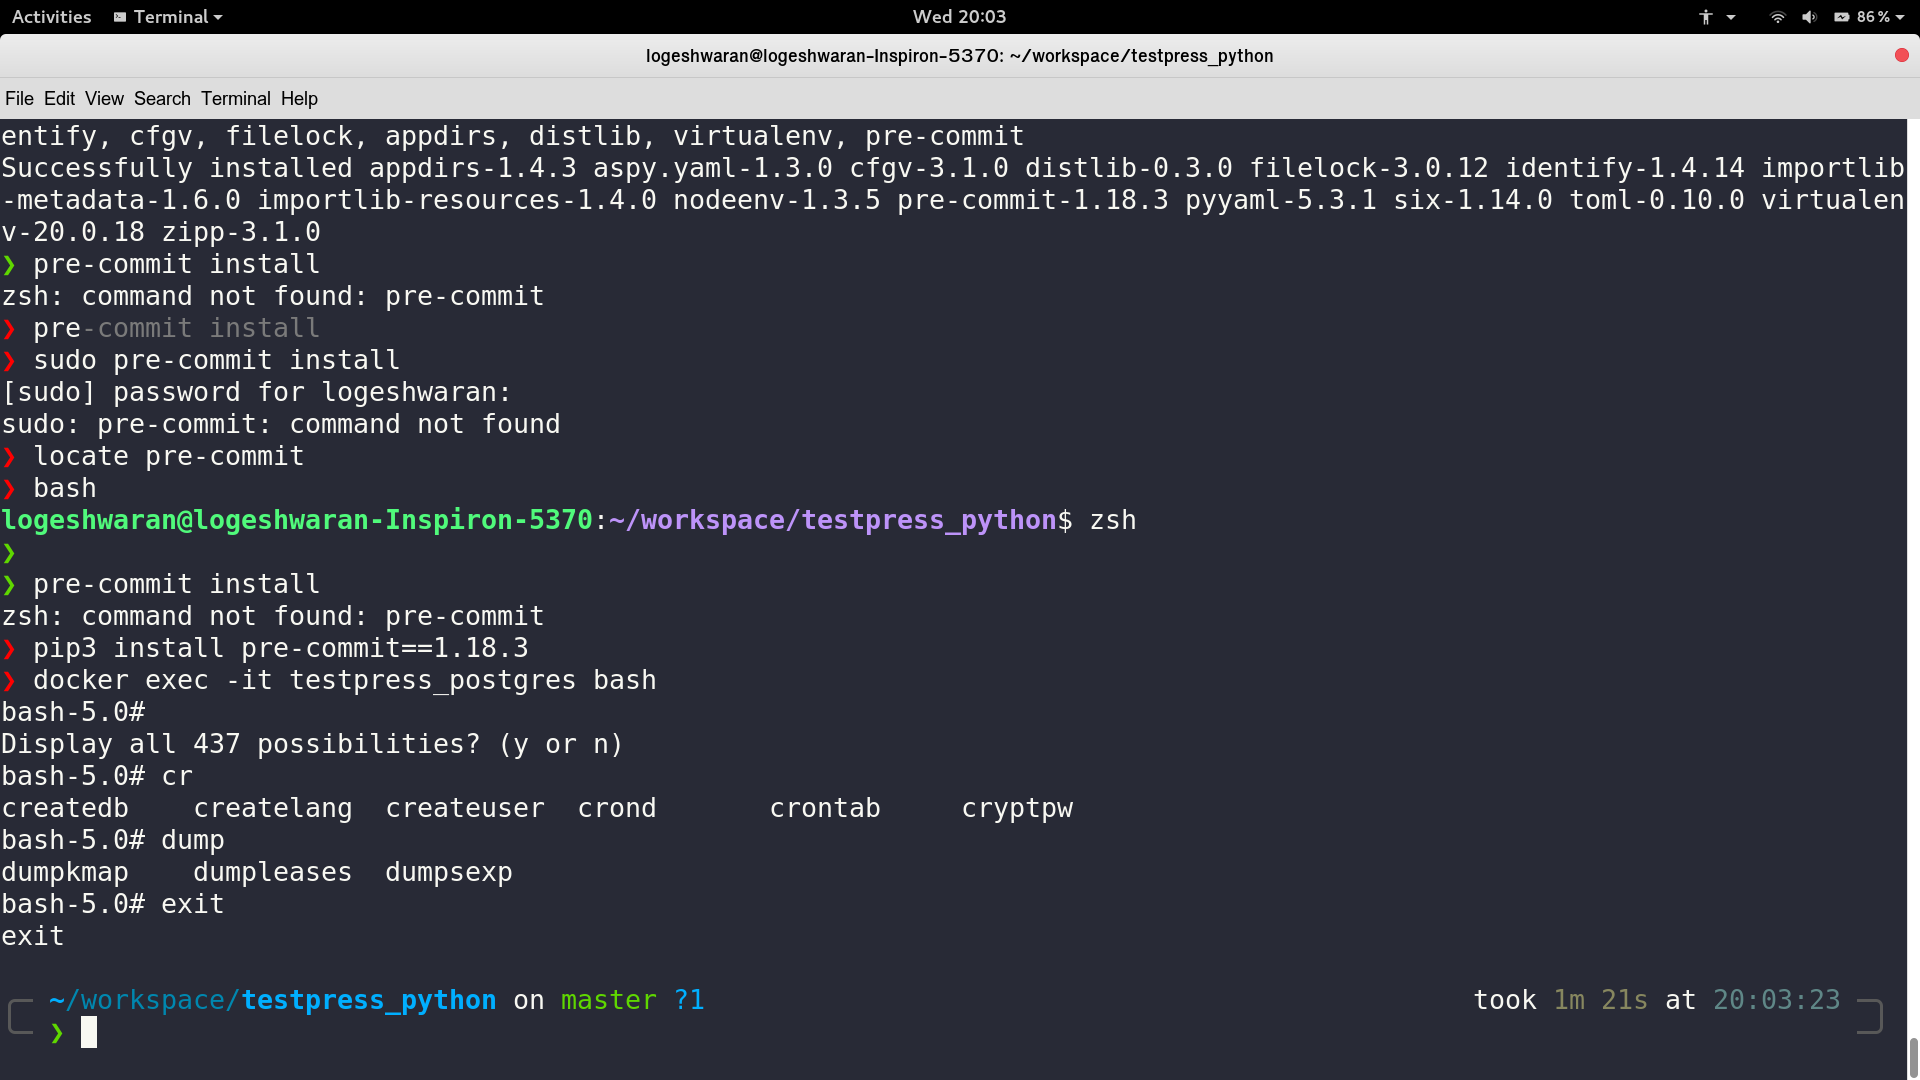 Activities Terminal Wed 20:03 86 %
logeshwaran@logeshwaran-Inspiron-5370: ~/workspace/testpress_python
File Edit View Search Terminal Help
entify, cfgv, filelock, appdirs, distlib, virtualenv, pre-commit
Successfully installed appdirs-1.4.3 aspy.yaml-1.3.0 cfgv-3.1.0 distlib-0.3.0 filelock-3.0.12 identify-1.4.14 importlib
-metadata-1.6.0 importlib-resources-1.4.0 nodeenv-1.3.5 pre-commit-1.18.3 pyyaml-5.3.1 six-1.14.0 toml-0.10.0 virtualen
v-20.0.18 zipp-3.1.0
❯ pre-commit install
zsh: command not found: pre-commit
❯ pre-commit install
❯ sudo pre-commit install
[sudo] password for logeshwaran:
sudo: pre-commit: command not found
❯ locate pre-commit
❯ bash
logeshwaran@logeshwaran-Inspiron-5370:~/workspace/testpress_python$ zsh
❯
❯ pre-commit install
zsh: command not found: pre-commit
❯ pip3 install pre-commit==1.18.3
❯ docker exec -it testpress_postgres bash
bash-5.0#
Display all 437 possibilities? (y or n)
bash-5.0# cr
createdb createlang createuser crond crontab cryptpw
bash-5.0# dump
dumpkmap dumpleases dumpsexp
bash-5.0# exit
exit
~/workspace/testpress_python on master ?1 took 1m 21s at 20:03:23
❯